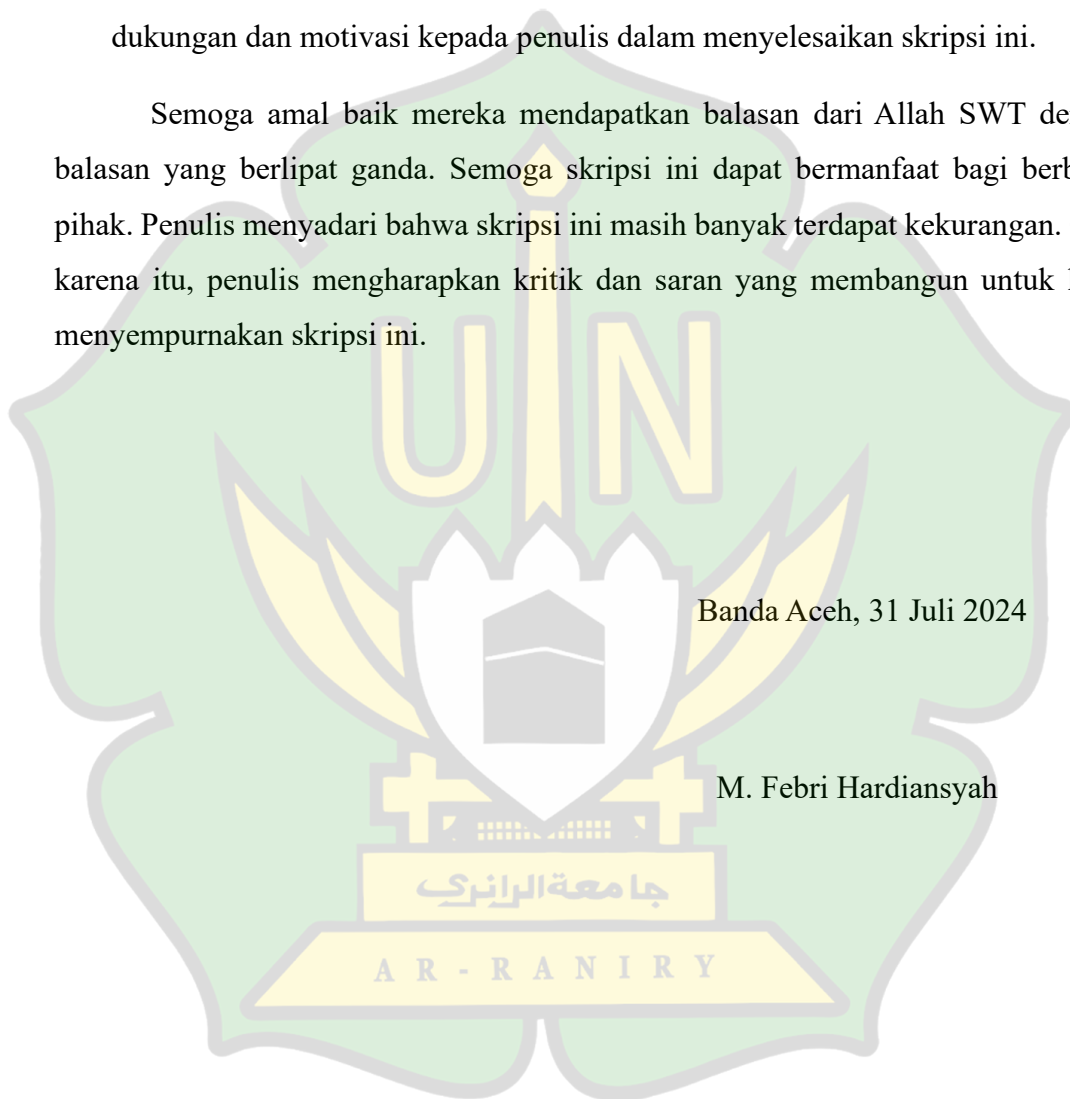 dukungan dan motivasi kepada penulis dalam menyelesaikan skripsi ini.
Semoga amal baik mereka mendapatkan balasan dari Allah SWT
balasan yang berlipat ganda. Semoga skripsi ini dapat bermanfaat bagi
pihak. Penulis menyadari bahwa skripsi ini masih banyak terdapat kekurangan.
karena itu, penulis mengharapkan kritik dan saran yang membangun untuk
menyempurnakan skripsi ini.
UIN
Banda Aceh, 31 Juli 2024
M. Febri Hardiansyah
جامعة الرانري
AR-RANIRY